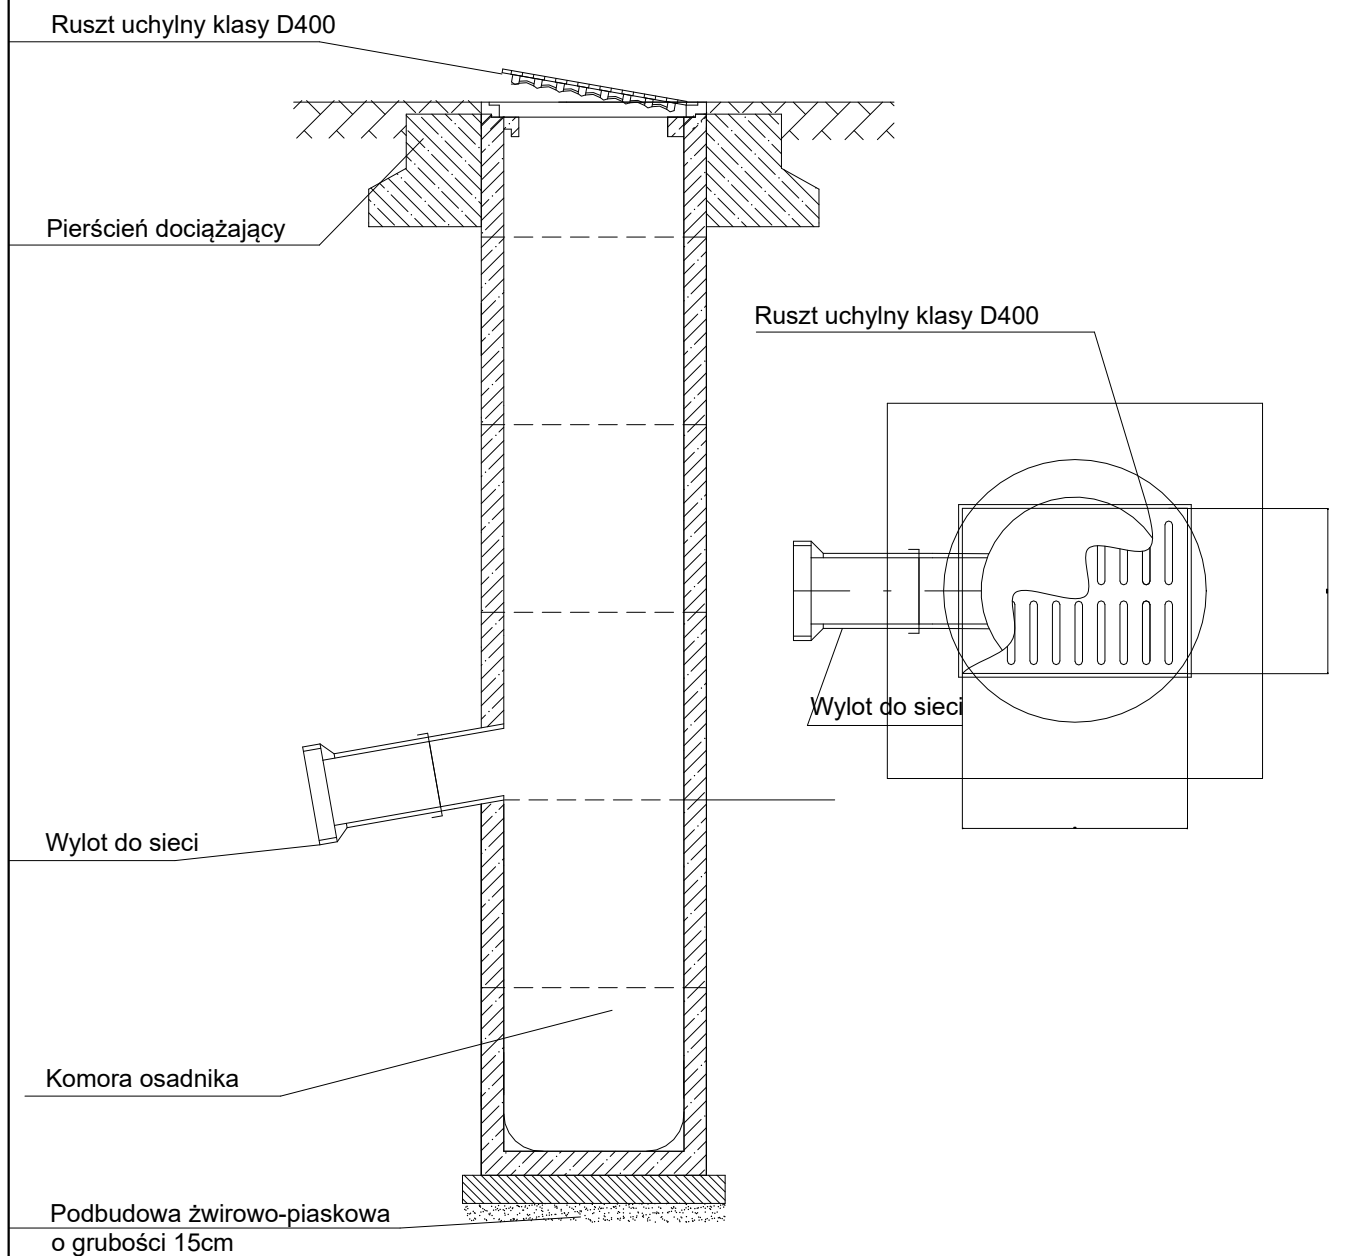 Ruszt uchylny klasy D400
Pierścień dociążający
Ruszt uchylny klasy D400
Wylot do sieci
Wylot do sieci
Komora osadnika
Podbudowa żwirowo-piaskowa
o grubości 15cm